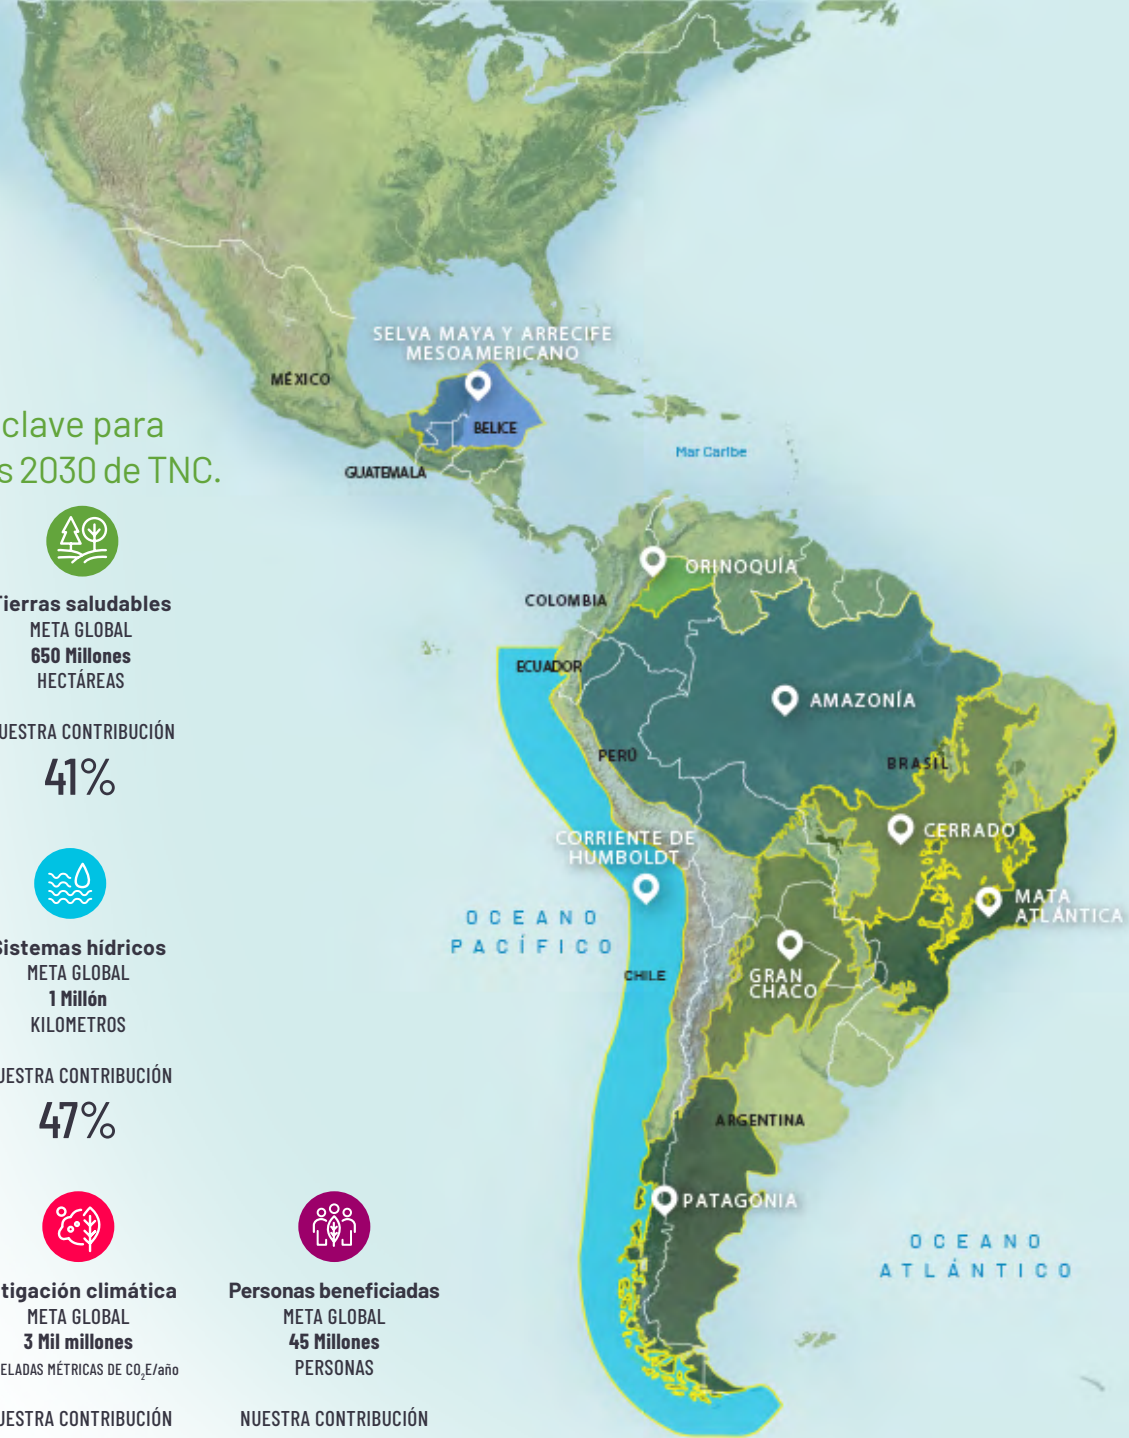 clave para
s 2030 de TNC.
Tierras saludables
META GLOBAL
650 Millones
HECTÁREAS
UESTRA CONTRIBUCIÓN
41%
Sistemas hídricos
META GLOBAL
1 Millón
KILOMETROS
UESTRA CONTRIBUCIÓN
47%
tigación climática
META GLOBAL
3 Mil millones
ELADAS MÉTRICAS DE CO₂E/año
UESTRA CONTRIBUCIÓN
Personas beneficiadas
META GLOBAL
45 Millones
PERSONAS
NUESTRA CONTRIBUCIÓN
SELVA MAYA Y ARRECIFE
MESOAMERICANO
MÉXICO
BELICE
GUATEMALA
Mar Caribe
ORINOQUÍA
COLOMBIA
ECUADOR
AMAZONÍA
PERÚ
BRASIL
CERRADO
CORRIENTE DE
HUMBOLDT
MATA
ATLÁNTICA
OCEANO
PACÍFICO
GRAN
CHACO
CHILE
ARGENTINA
PATAGONIA
OCEANO
ATLÁNTICO